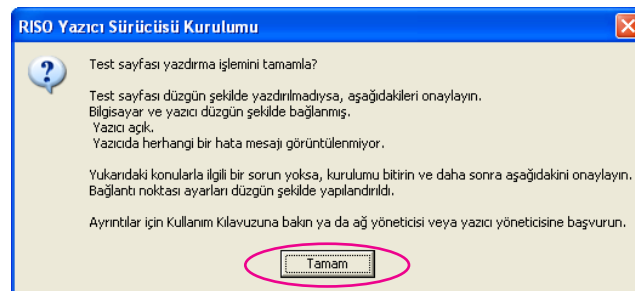 RISO Yazıcı Sürücüsü Kurulumu
Test sayfası yazdırma işlemini tamamla?
Test sayfası düzgün şekilde yazdırılmadıysa, aşağıdakileri onaylayın.
Bilgisayar ve yazıcı düzgün şekilde bağlanmış.
Yazıcı açık.
Yazıcıda herhangi bir hata mesajı görüntülenmiyor.
Yukarıdaki konularla ilgili bir sorun yoksa, kurulumu bitirin ve daha sonra aşağıdakini onaylayın.
Bağlantı noktası ayarları düzgün şekilde yapılandırıldı.
Ayrıntılar için Kullanım Kılavuzuna bakın ya da ağ yöneticisi veya yazıcı yöneticisine başvurun.
Tamam